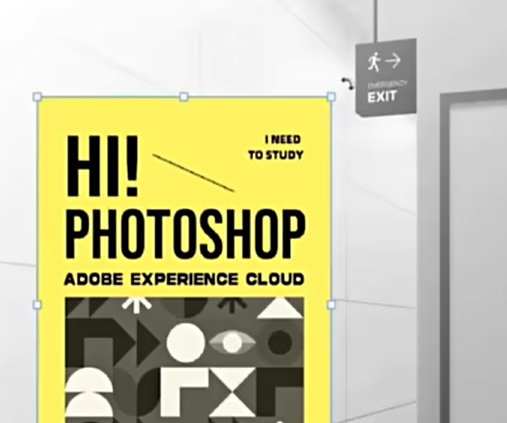 HI!
I NEED
TO STUDY
PHOTOSHOP
ADOBE EXPERIENCE CLOUD
EMERGENCY
EXIT